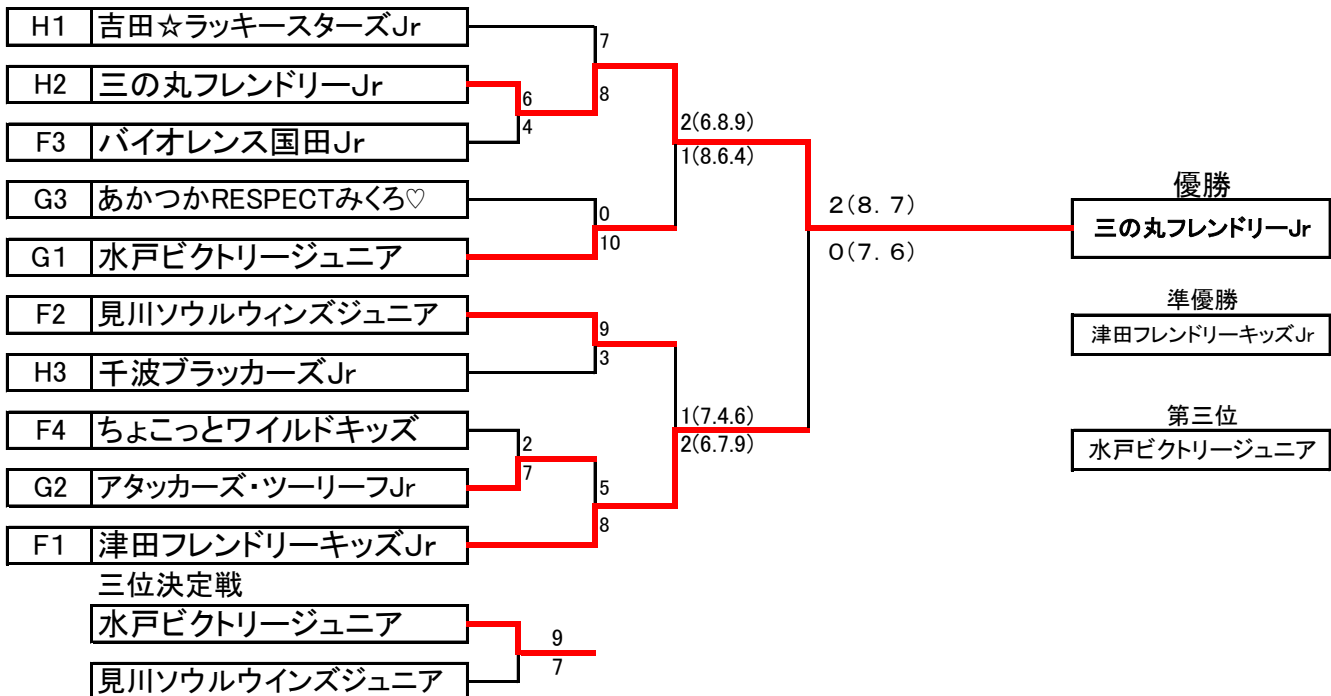 H1 吉田☆ラッキースターズJr
7
H2 三の丸フレンドリーJr
6
8
F3 バイオレンス国田Jr
4
2(6.8.9)
1(8.6.4)
G3 あかつかRESPECTみくろ♡
0
G1 水戸ビクトリージュニア
10
2(8. 7)
0(7. 6)
優勝
三の丸フレンドリーJr
F2 見川ソウルウィンズジュニア
9
準優勝
津田フレンドリーキッズJr
H3 千波ブラッカーズJr
3
F4 ちょこっとワイルドキッズ
2
1(7.4.6)
2(6.7.9)
第三位
水戸ビクトリージュニア
G2 アタッカーズ・ツーリーフJr
7
5
F1 津田フレンドリーキッズJr
8
三位決定戦
水戸ビクトリージュニア
9
7
見川ソウルウインズジュニア